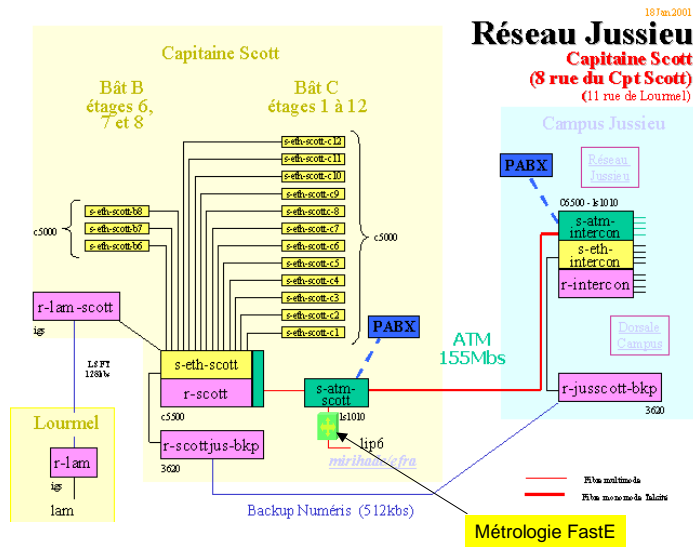 18 Jan 2001
Réseau Jussieu
Capitaine Scott
(8 rue du Cpt Scott)
(11 rue de Lourmel)
Capitaine Scott
Bât B
étages 6,
7 et 8
Bât C
étages 1 à 12
Campus Jussieu
s-eth-scott-c12
s-eth-scott-c11
s-eth-scott-c10
s-eth-scott-c9
s-eth-scott-c-8
s-eth-scott-c7
s-eth-scott-c6
s-eth-scott-c5
s-eth-scott-c4
s-eth-scott-c3
s-eth-scott-c2
s-eth-scott-c1
c5000
s-eth-scott-b8
s-eth-scott-b7
s-eth-scott-b6
c5000
PABX
Réseau
Jussieu
C6500 - ls1010
s-atm-
intercon
s-eth-
intercon
r-intercon
r-lam-scott
igs
PABX
ATM
155Mbs
Dorsale
Campus
LS FT
128kbs
s-eth-scott
r-scott
c5500
s-atm-
scott
ls1010
r-jusscott-bkp
3620
Lourmel
r-lam
igs
lam
r-scottjus-bkp
3620
lip6
Backup Numéris (512kbs)
Fibre multimode
Fibre monomode
Métrologie FastE